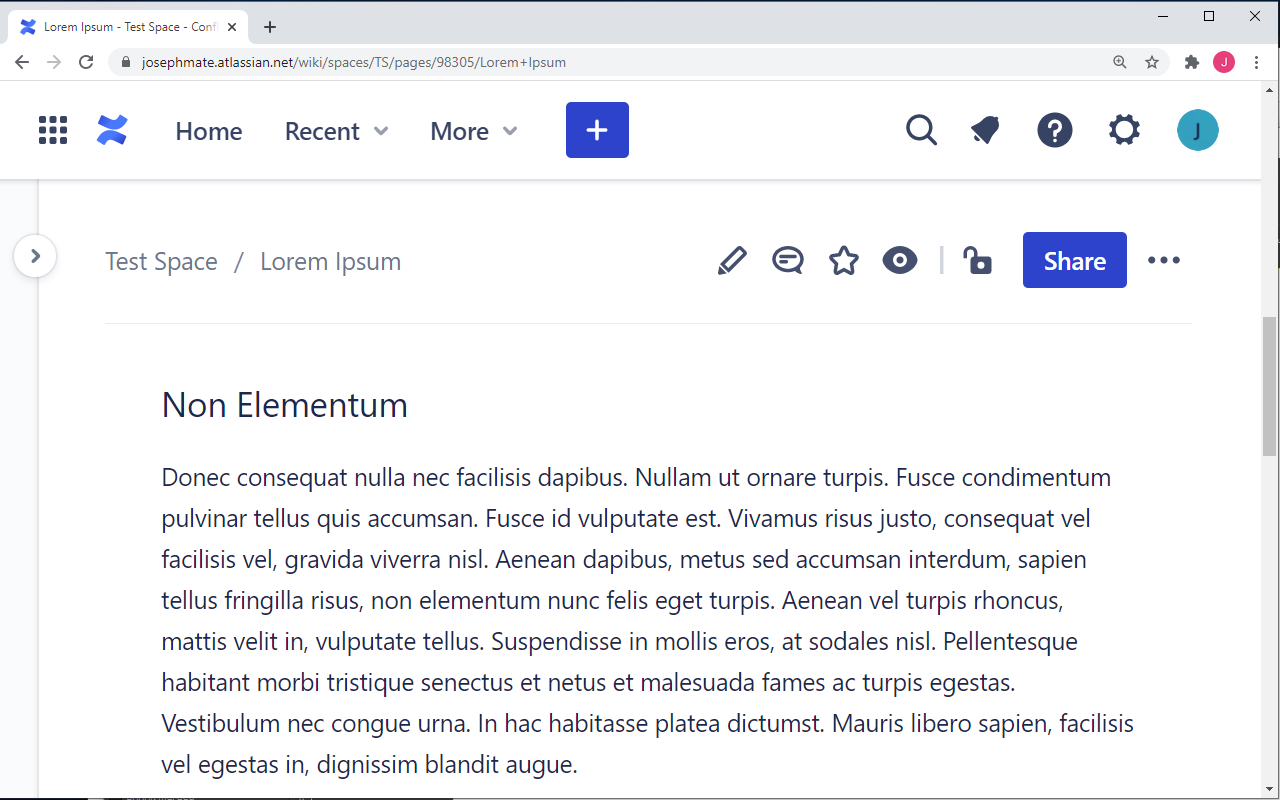 Lorem Ipsum - Test Space - Conf
josephmate.atlassian.net/wiki/spaces/TS/pages/98305/Lorem+Ipsum
J
Home
Recent
More
J
Test Space / Lorem Ipsum
Share
Non Elementum
Donec consequat nulla nec facilisis dapibus. Nullam ut ornare turpis. Fusce condimentum
pulvinar tellus quis accumsan. Fusce id vulputate est. Vivamus risus justo, consequat vel
facilisis vel, gravida viverra nisl. Aenean dapibus, metus sed accumsan interdum, sapien
tellus fringilla risus, non elementum nunc felis eget turpis. Aenean vel turpis rhoncus,
mattis velit in, vulputate tellus. Suspendisse in mollis eros, at sodales nisl. Pellentesque
habitant morbi tristique senectus et netus et malesuada fames ac turpis egestas.
Vestibulum nec congue urna. In hac habitasse platea dictumst. Mauris libero sapien, facilisis
vel egestas in, dignissim blandit augue.